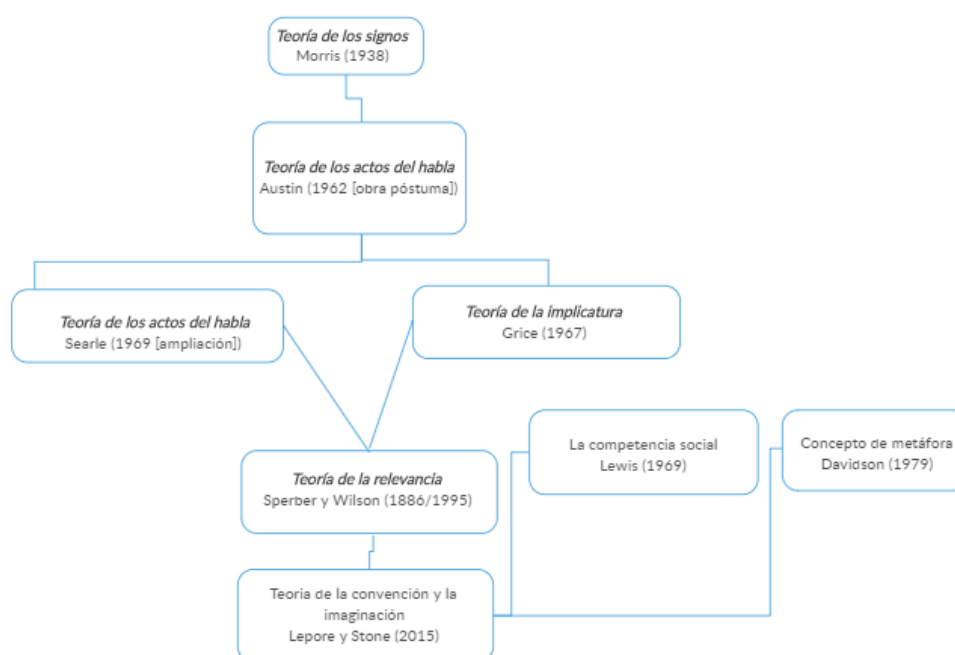 Teoría de los signos
Morris (1938)
Teoría de los actos del habla
Austin (1962 [obra póstuma])
Teoría de los actos del habla
Searle (1969 [ampliación])
Teoría de la implicatura
Grice (1967)
La competencia social
Lewis (1969)
Concepto de metáfora
Davidson (1979)
Teoría de la relevancia
Sperber y Wilson (1886/1995)
Teoria de la convención y la
imaginación
Lepore y Stone (2015)